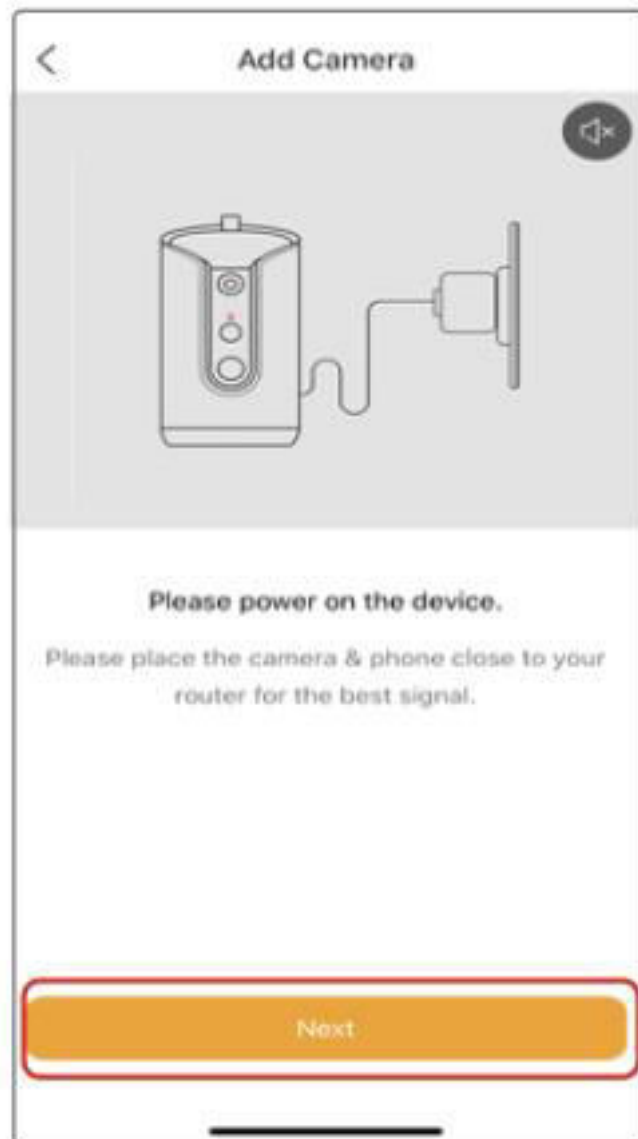 Add Camera
Please power on the device.
Please place the camera & phone close to your
router for the best signal.
Next